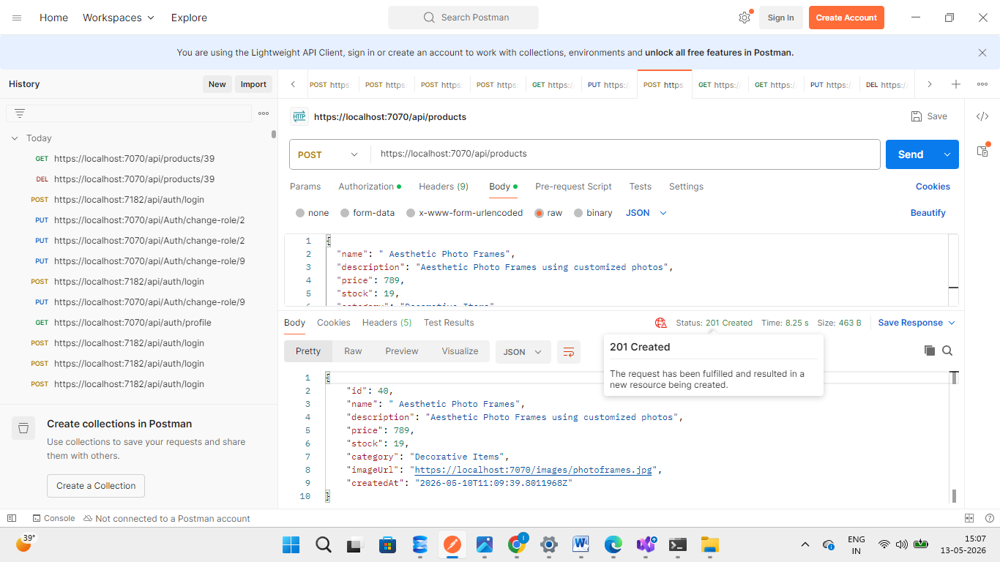 Home Workspaces Explore Search Postman Sign In Create Account
You are using the Lightweight API Client, sign in or create an account to work with collections, environments and unlock all free features in Postman.
History New Import
POST https: POST https: POST https: POST https: GET https:/ PUT https:/ POST https GET https:/ GET https:/ PUT https:/ DEL https:/
HTTP https://localhost:7070/api/products Save
Today
GET https://localhost:7070/api/products/39
DEL https://localhost:7070/api/products/39
POST https://localhost:7182/api/auth/login
PUT https://localhost:7070/api/Auth/change-role/2
PUT https://localhost:7070/api/Auth/change-role/2
PUT https://localhost:7070/api/Auth/change-role/9
POST https://localhost:7182/api/auth/login
PUT https://localhost:7070/api/Auth/change-role/9
GET https://localhost:7070/api/auth/profile
POST https://localhost:7182/api/auth/login
POST https://localhost:7182/api/auth/login
POST https://localhost:7182/api/auth/login
Create collections in Postman
Use collections to save your requests and share
them with others.
Create a Collection
POST https://localhost:7070/api/products Send
Params Authorization Headers (9) Body Pre-request Script Tests Settings Cookies
none form-data x-www-form-urlencoded raw binary JSON Beautify
1 {
2 "name": " Aesthetic Photo Frames",
3 "description": "Aesthetic Photo Frames using customized photos",
4 "price": 789,
5 "stock": 19,
6 "category": "Decorative Items",
Body Cookies Headers (5) Test Results Status: 201 Created Time: 8.25 s Size: 463 B Save Response
Pretty Raw Preview Visualize JSON
201 Created
The request has been fulfilled and resulted in a
new resource being created.
1 {
2 "id": 40,
3 "name": " Aesthetic Photo Frames",
4 "description": "Aesthetic Photo Frames using customized photos",
5 "price": 789,
6 "stock": 19,
7 "category": "Decorative Items",
8 "imageUrl": "https://localhost:7070/images/photoframes.jpg",
9 "createdAt": "2026-05-10T11:09:39.8011968Z"
10 }
Console Not connected to a Postman account
39°
1
ENG
IN
15:07
13-05-2026